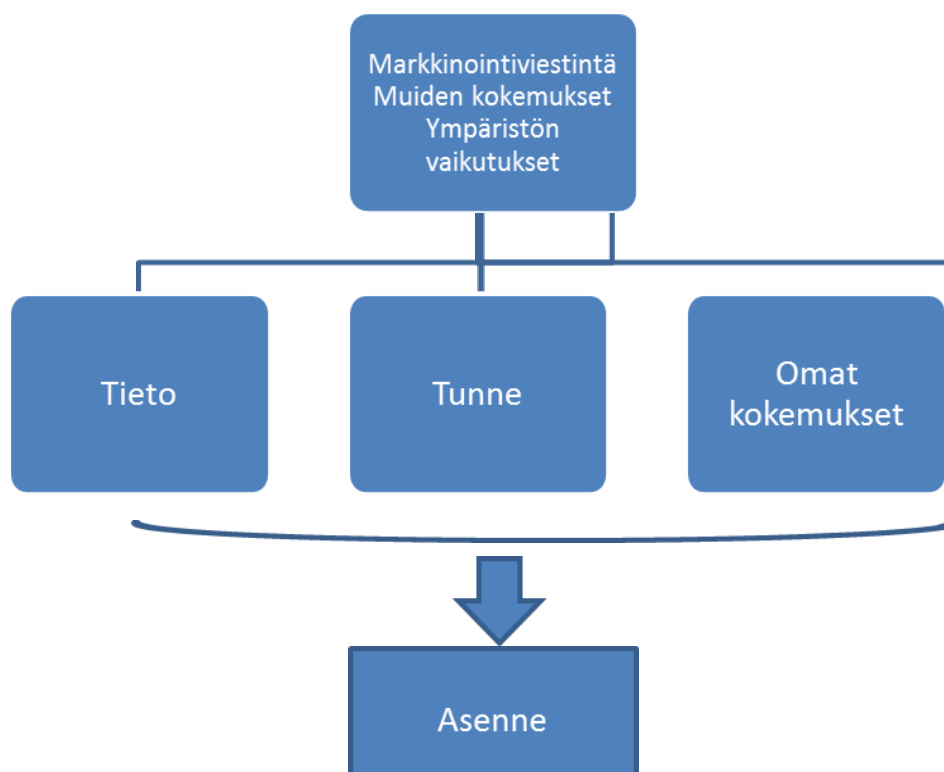 Markkinointiviestintä
Muiden kokemukset
Ympäristön
vaikutukset
Tieto
Tunne
Omat
kokemukset
Asenne